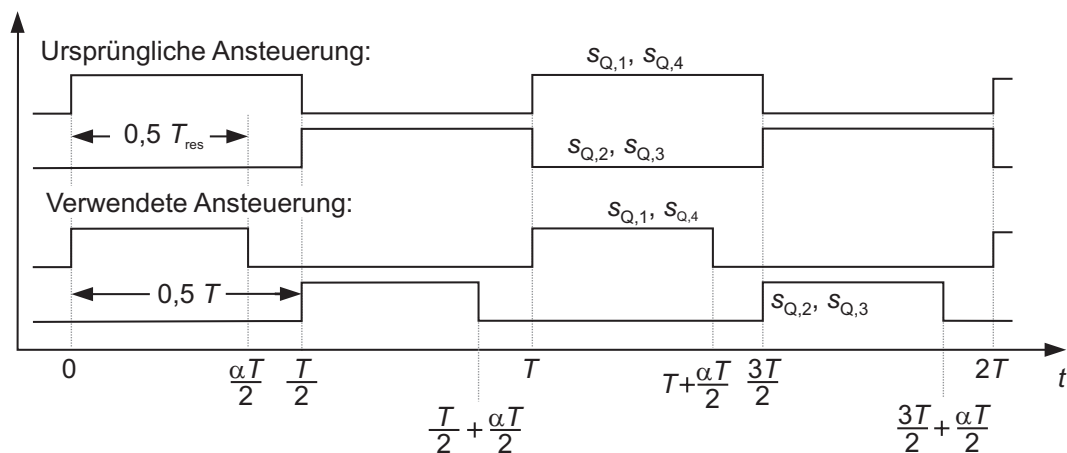 Ursprüngliche Ansteuerung:
s_Q,1, s_Q,4
0,5 T_res
s_Q,2, s_Q,3
Verwendete Ansteuerung:
s_Q,1, s_Q,4
0,5 T
s_Q,2, s_Q,3
0
αT/2
T/2
T
T+αT/2
3T/2
2T
t
T/2 + αT/2
3T/2 + αT/2